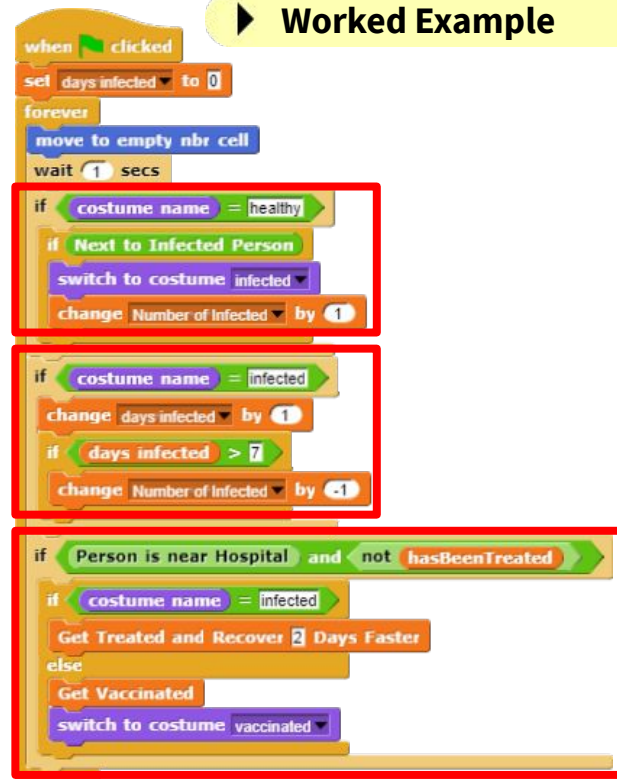 Worked Example
when clicked
set days infected to 0
forever
move to empty nbr cell
wait 1 secs
if costume name = healthy
if Next to Infected Person
switch to costume infected
change Number of Infected by 1
if costume name = infected
change days infected by 1
if days infected > 7
change Number of Infected by -1
if Person is near Hospital and not hasBeenTreated
if costume name = infected
Get Treated and Recover 2 Days Faster
else
Get Vaccinated
switch to costume vaccinated